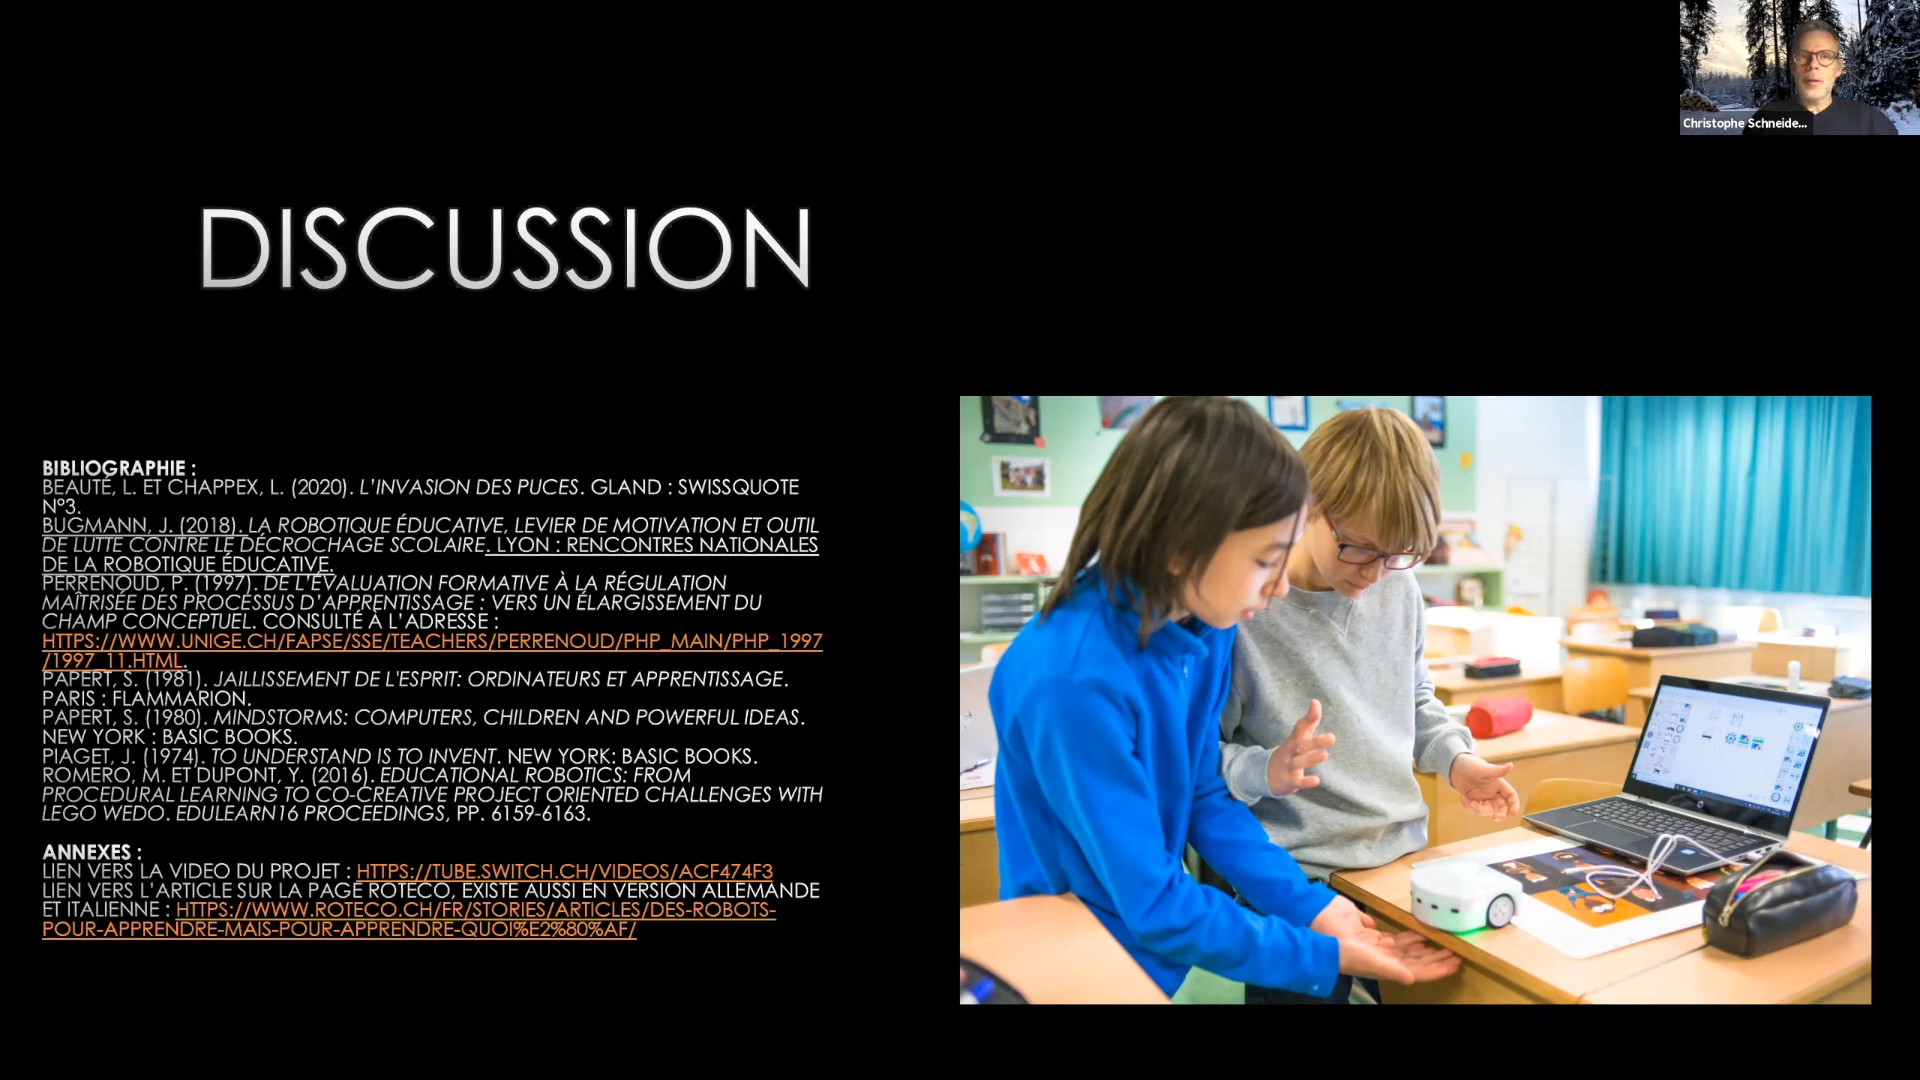 Christophe Schneide...
DISCUSSION
BIBLIOGRAPHIE :
BEAUTÉ, L. ET CHAPPEX, L. (2020). L'INVASION DES PUCES. GLAND : SWISSQUOTE
N°3.
BUGMANN, J. (2018). LA ROBOTIQUE ÉDUCATIVE, LEVIER DE MOTIVATION ET OUTIL
DE LUTTE CONTRE LE DÉCROCHAGE SCOLAIRE. LYON : RENCONTRES NATIONALES
DE LA ROBOTIQUE ÉDUCATIVE.
PERRENOUD, P. (1997). DE L'ÉVALUATION FORMATIVE À LA RÉGULATION
MAÎTRISÉE DES PROCESSUS D'APPRENTISSAGE : VERS UN ÉLARGISSEMENT DU
CHAMP CONCEPTUEL. CONSULTÉ À L'ADRESSE :
HTTPS://WWW.UNIGE.CH/FAPSE/SSE/TEACHERS/PERRENOUD/PHP_MAIN/PHP_1997
/1997_11.HTML.
PAPERT, S. (1981). JAILLISSEMENT DE L'ESPRIT: ORDINATEURS ET APPRENTISSAGE.
PARIS : FLAMMARION.
PAPERT, S. (1980). MINDSTORMS: COMPUTERS, CHILDREN AND POWERFUL IDEAS.
NEW YORK : BASIC BOOKS.
PIAGET, J. (1974). TO UNDERSTAND IS TO INVENT. NEW YORK: BASIC BOOKS.
ROMERO, M. ET DUPONT, Y. (2016). EDUCATIONAL ROBOTICS: FROM
PROCEDURAL LEARNING TO CO-CREATIVE PROJECT ORIENTED CHALLENGES WITH
LEGO WEDO. EDULEARN16 PROCEEDINGS, PP. 6159-6163.
ANNEXES :
LIEN VERS LA VIDEO DU PROJET : HTTPS://TUBE.SWITCH.CH/VIDEOS/ACF474F3
LIEN VERS L'ARTICLE SUR LA PAGE ROTECO, EXISTE AUSSI EN VERSION ALLEMANDE
ET ITALIENNE : HTTPS://WWW.ROTECO.CH/FR/STORIES/ARTICLES/DES-ROBOTS-
POUR-APPRENDRE-MAIS-POUR-APPRENDRE-QUOI%E2%80%AF/